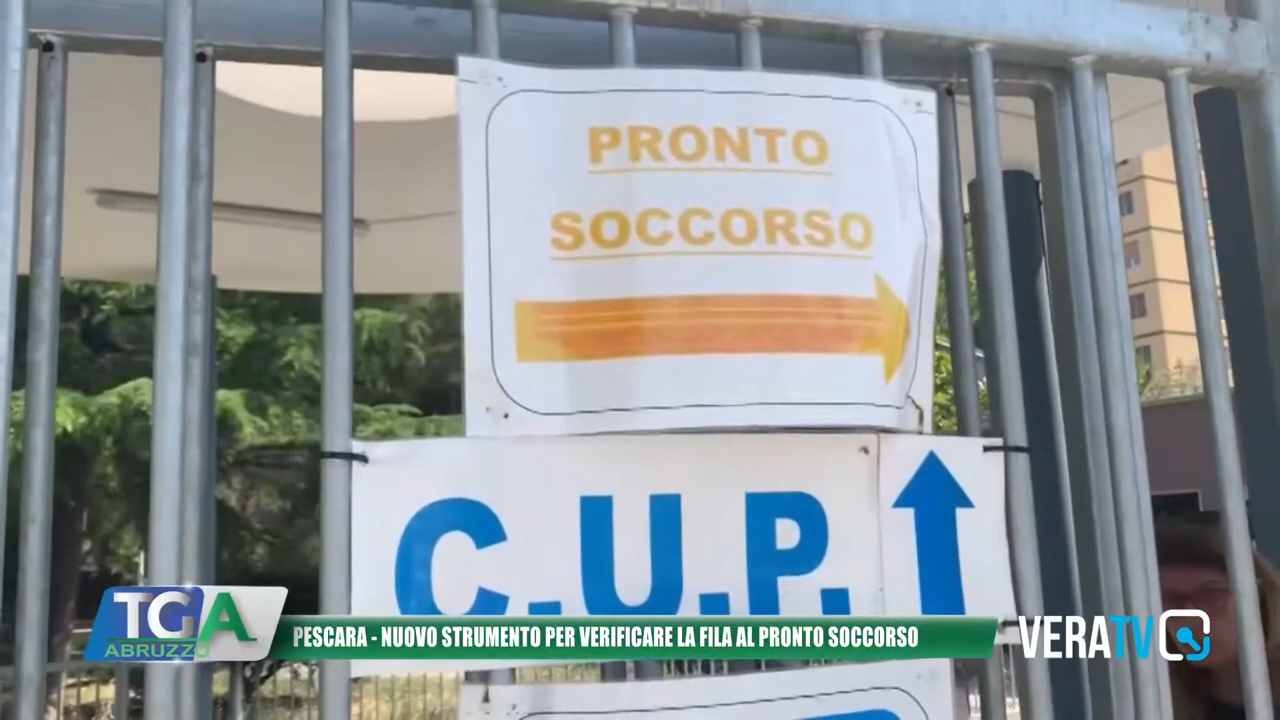 PRONTO
SOCCORSO
C.U.P.
TGA
ABRUZZO
PESCARA - NUOVO STRUMENTO PER VERIFICARE LA FILA AL PRONTO SOCCORSO
VERATV